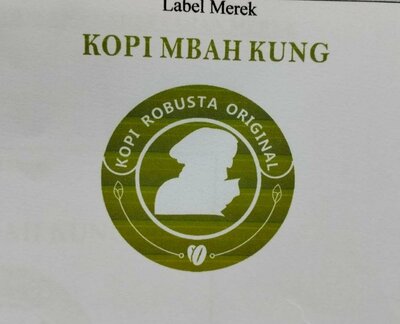 Label Merek
KOPI MBAH KUNG
KOPI ROBUSTA ORIGINAL